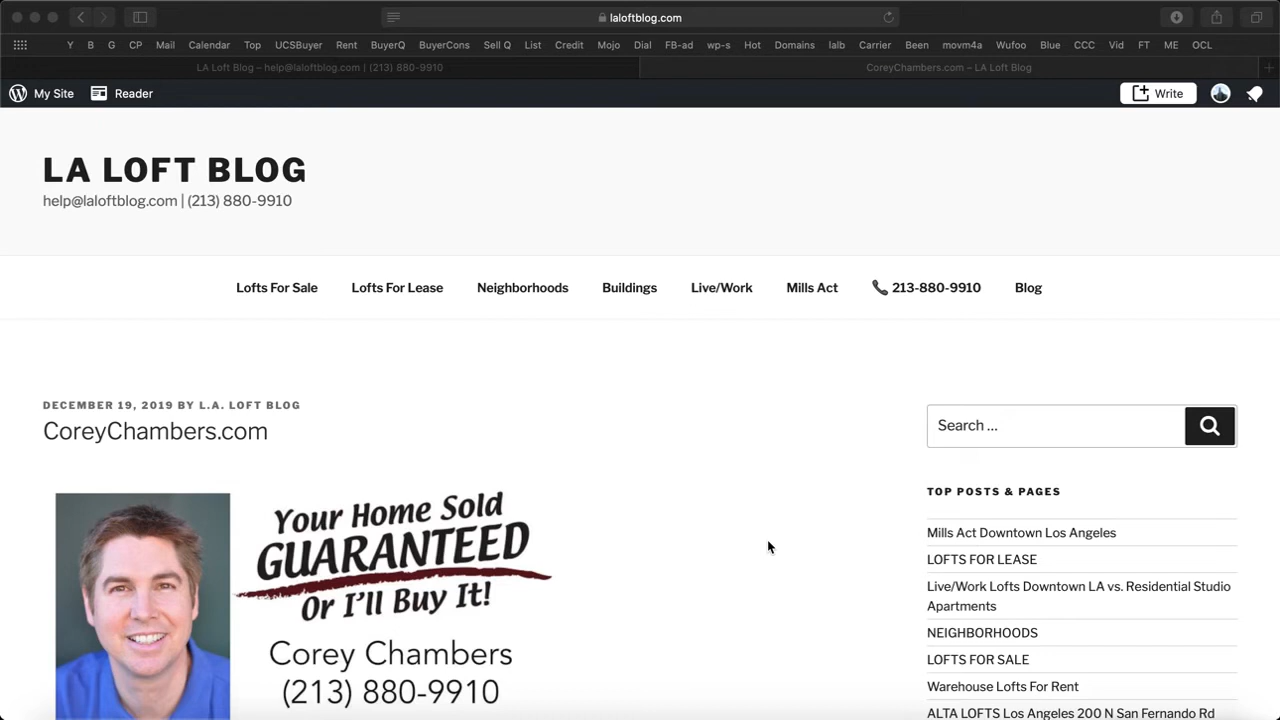 laloftblog.com
Y B G CP Mail Calendar Top UCSBuyer Rent BuyerQ BuyerCons Sell Q List Credit Mojo Dial FB-ad wp-s Hot Domains lalb Carrier Been movm4a Wufoo Blue CCC Vid FT ME OCL
LA Loft Blog – help@laloftblog.com | (213) 880-9910
CoreyChambers.com – LA Loft Blog
My Site Reader Write
LA LOFT BLOG
help@laloftblog.com | (213) 880-9910
Lofts For Sale Lofts For Lease Neighborhoods Buildings Live/Work Mills Act 213-880-9910 Blog
DECEMBER 19, 2019 BY L.A. LOFT BLOG
CoreyChambers.com
Your Home Sold
GUARANTEED
Or I'll Buy It!
Corey Chambers
(213) 880-9910
Search …
TOP POSTS & PAGES
Mills Act Downtown Los Angeles
LOFTS FOR LEASE
Live/Work Lofts Downtown LA vs. Residential Studio
Apartments
NEIGHBORHOODS
LOFTS FOR SALE
Warehouse Lofts For Rent
ALTA LOFTS Los Angeles 200 N San Fernando Rd